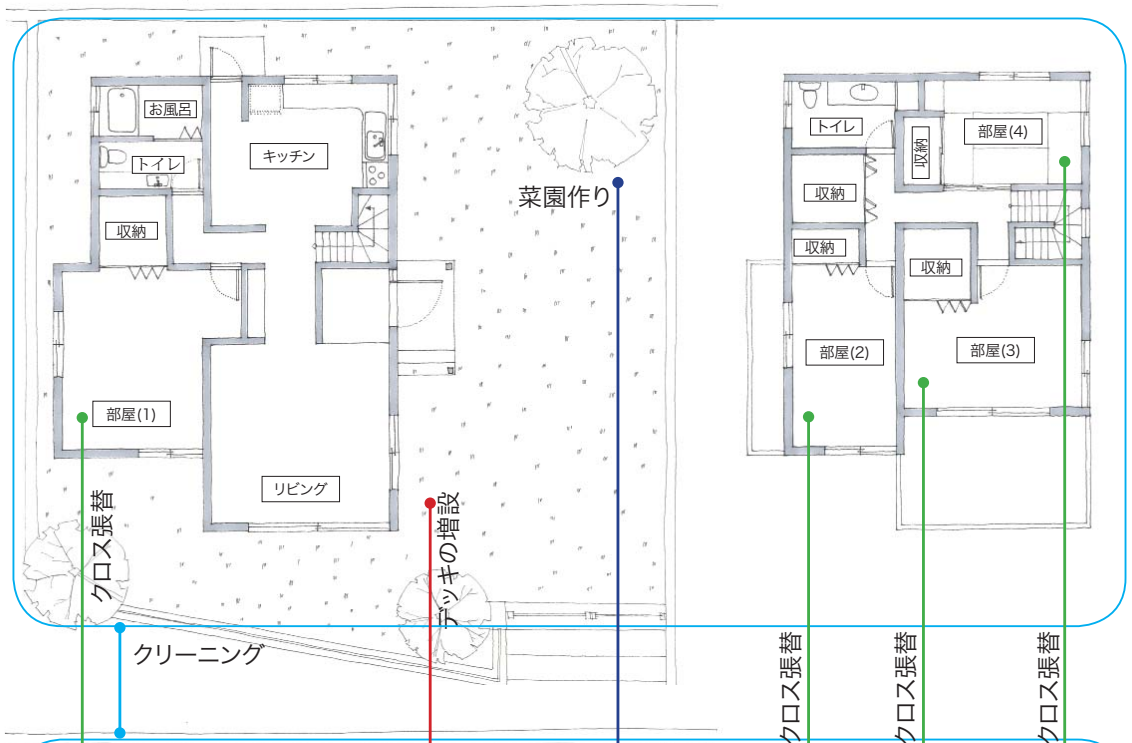 お風呂
トイレ
キッチン
収納
菜園作り
部屋(1)
リビング
クロス張替
デッキの増設
クリーニング
トイレ
収納
部屋(4)
収納
収納
収納
部屋(2)
部屋(3)
クロス張替
クロス張替
クロス張替